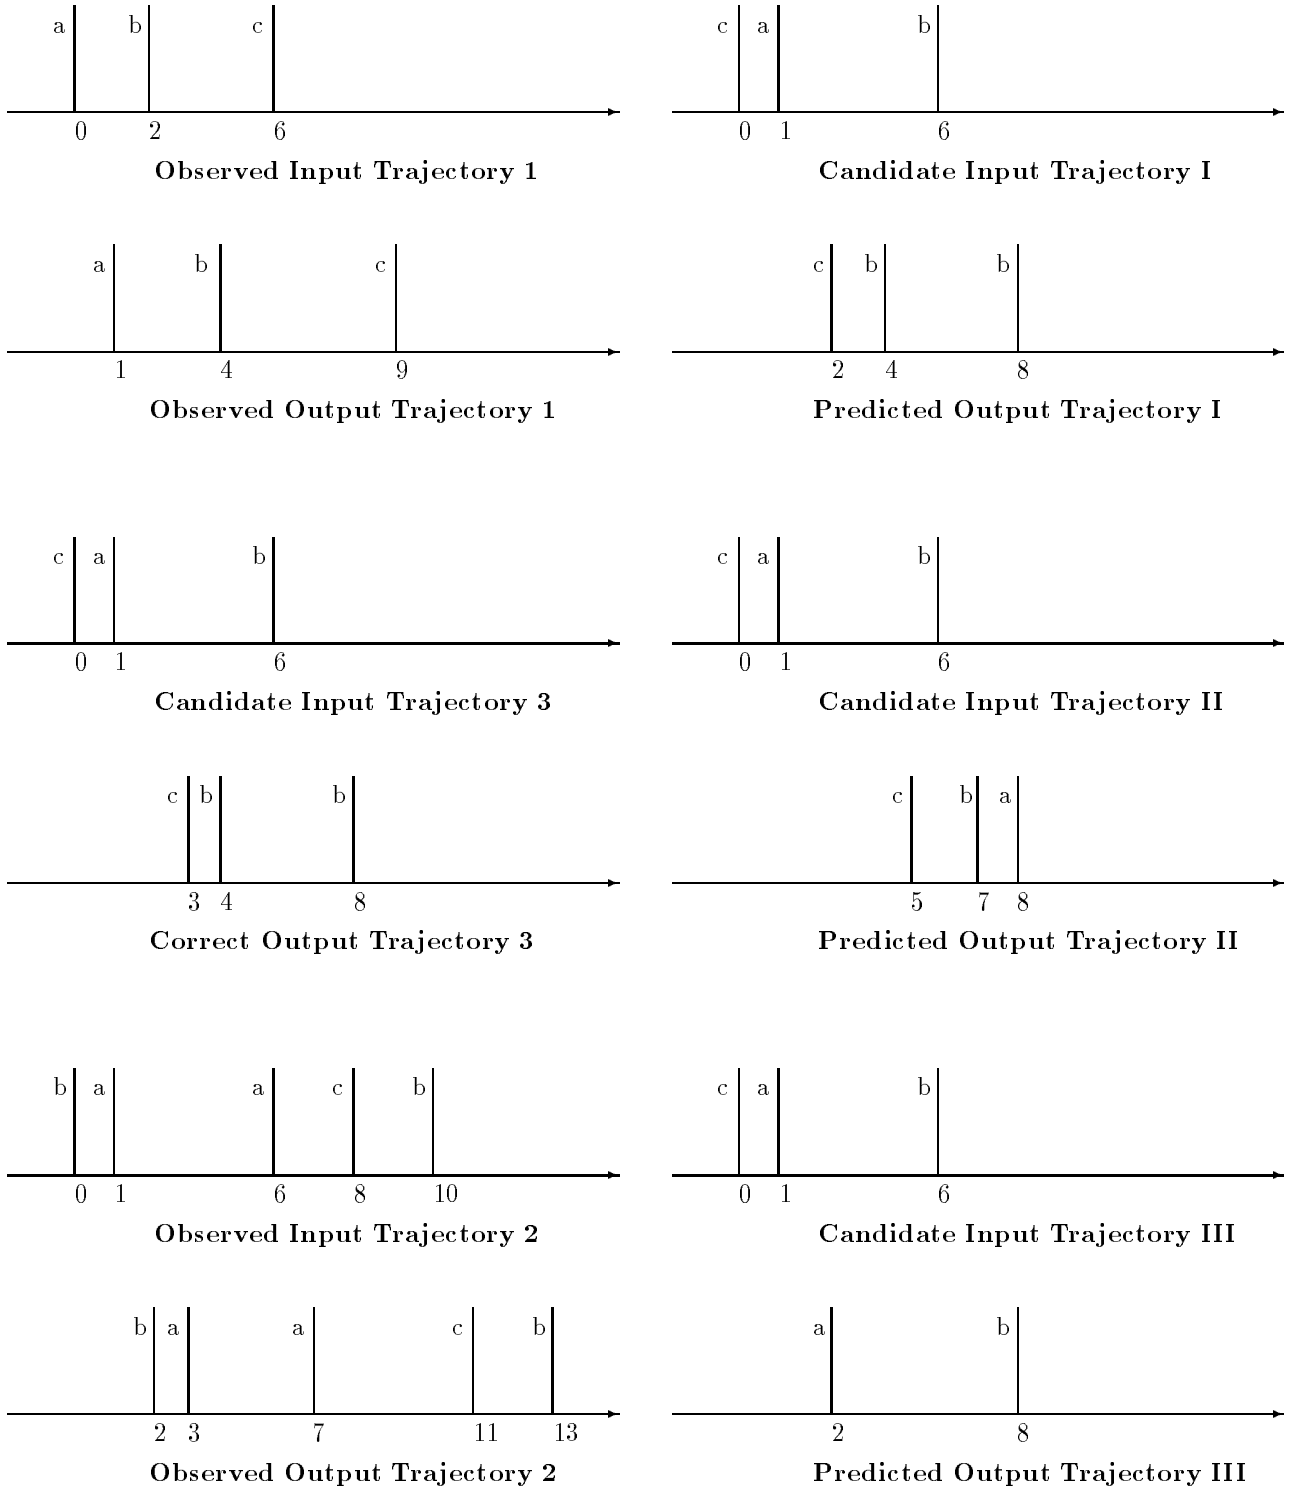 a b c
0 2 6
Observed Input Trajectory 1
c a b
0 1 6
Candidate Input Trajectory I
a b c
1 4 9
Observed Output Trajectory 1
c b b
2 4 8
Predicted Output Trajectory I
c a b
0 1 6
Candidate Input Trajectory 3
c a b
0 1 6
Candidate Input Trajectory II
c b b
3 4 8
Correct Output Trajectory 3
c b a
5 7 8
Predicted Output Trajectory II
b a a c b
0 1 6 8 10
Observed Input Trajectory 2
c a b
0 1 6
Candidate Input Trajectory III
b a a c b
2 3 7 11 13
Observed Output Trajectory 2
a b
2 8
Predicted Output Trajectory III